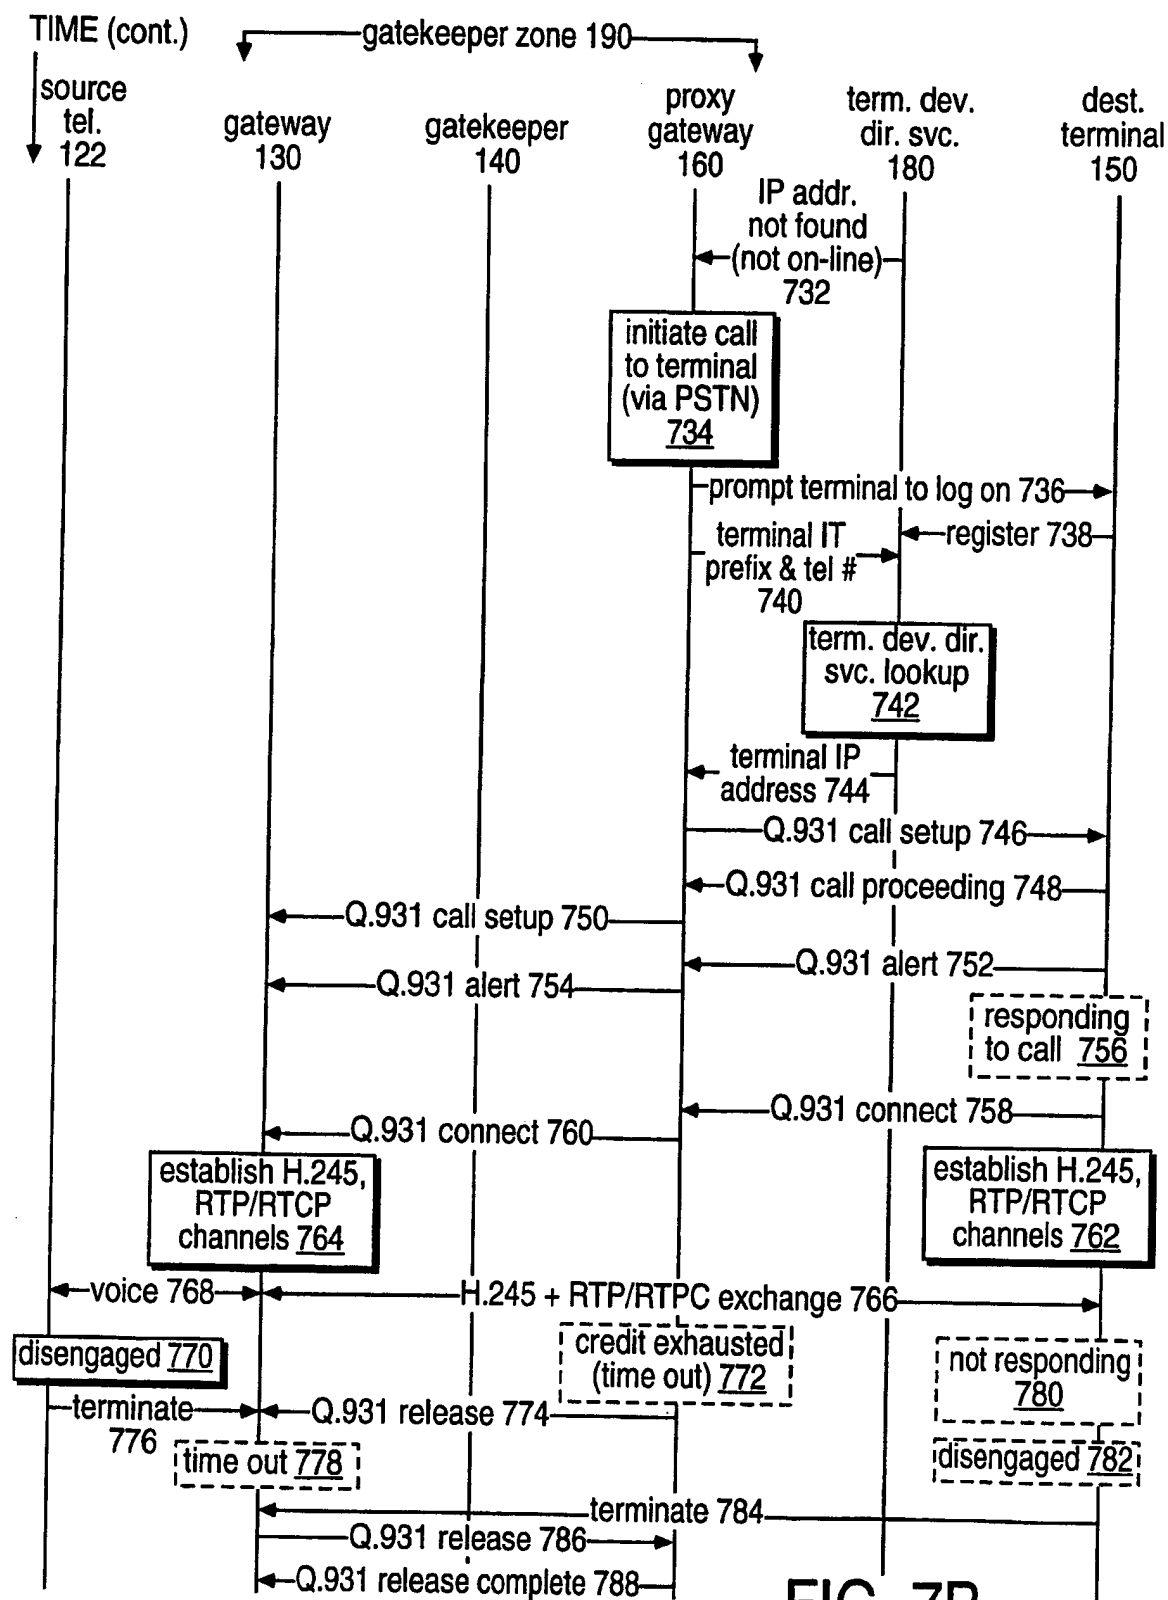 TIME (cont.)
gatekeeper zone 190
source
tel.
122
gateway
130
gatekeeper
140
proxy
gateway
160
term. dev.
dir. svc.
180
dest.
terminal
150
IP addr.
not found
(not on-line)
732
initiate call
to terminal
(via PSTN)
734
prompt terminal to log on 736
register 738
terminal IT
prefix & tel #
740
term. dev. dir.
svc. lookup
742
terminal IP
address 744
Q.931 call setup 746
Q.931 call proceeding 748
Q.931 call setup 750
Q.931 alert 752
Q.931 alert 754
responding
to call 756
Q.931 connect 758
Q.931 connect 760
establish H.245,
RTP/RTCP
channels 764
establish H.245,
RTP/RTCP
channels 762
voice 768
H.245 + RTP/RTPC exchange 766
disengaged 770
credit exhausted
(time out) 772
not responding
780
terminate
776
Q.931 release 774
time out 778
disengaged 782
terminate 784
Q.931 release 786
Q.931 release complete 788
FIG. 7B